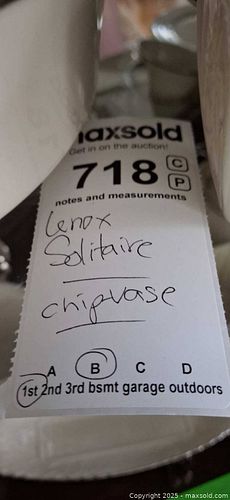 maxsold
Get in on the auction!
718 C
P
notes and measurements
Lenox
Solitaire
chip vase
A B C D
1st 2nd 3rd bsmt garage outdoors
Copyright 2025 - maxsold.com